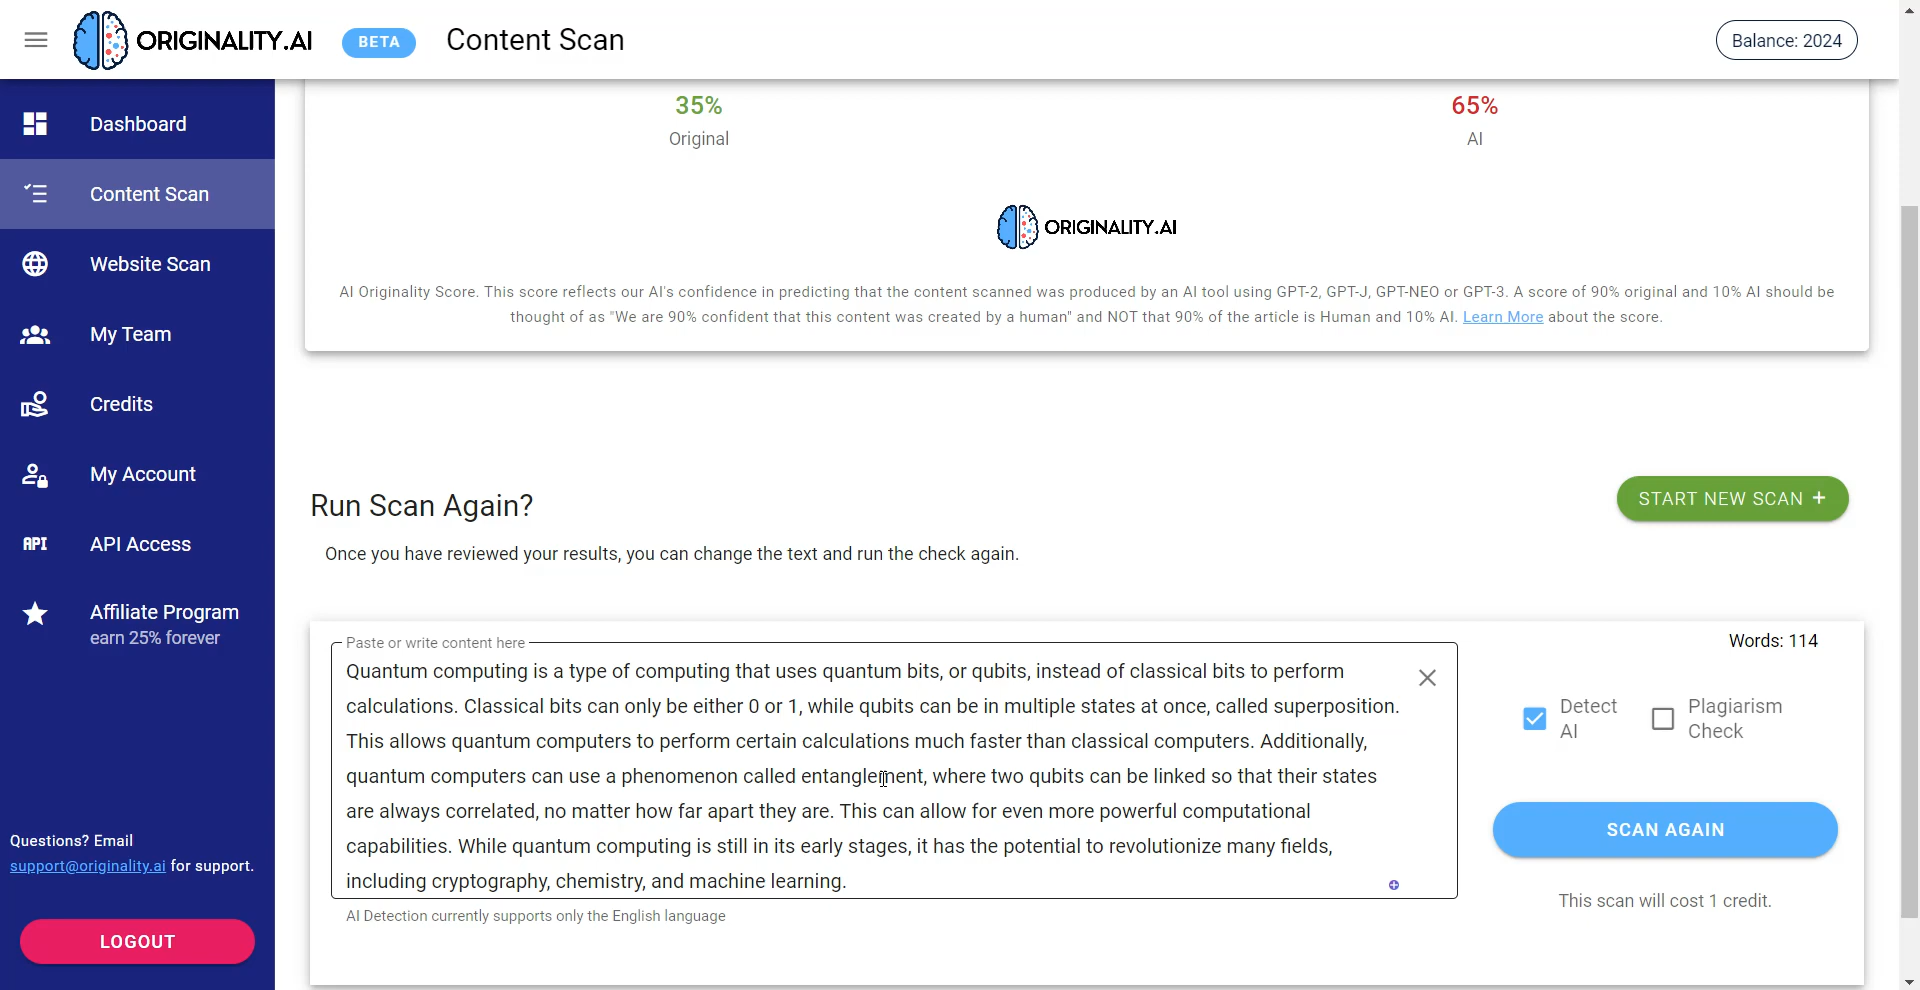 ORIGINALITY.AI
BETA
Content Scan
Balance: 2024
Dashboard
Content Scan
Website Scan
My Team
Credits
My Account
API
API Access
Affiliate Program
earn 25% forever
Questions? Email
support@originality.ai for support.
LOGOUT
35%
Original
65%
AI
ORIGINALITY.AI
AI Originality Score. This score reflects our AI's confidence in predicting that the content scanned was produced by an AI tool using GPT-2, GPT-J, GPT-NEO or GPT-3. A score of 90% original and 10% AI should be
thought of as "We are 90% confident that this content was created by a human" and NOT that 90% of the article is Human and 10% AI. Learn More about the score.
Run Scan Again?
START NEW SCAN +
Once you have reviewed your results, you can change the text and run the check again.
Paste or write content here
Quantum computing is a type of computing that uses quantum bits, or qubits, instead of classical bits to perform
calculations. Classical bits can only be either 0 or 1, while qubits can be in multiple states at once, called superposition.
This allows quantum computers to perform certain calculations much faster than classical computers. Additionally,
quantum computers can use a phenomenon called entanglement, where two qubits can be linked so that their states
are always correlated, no matter how far apart they are. This can allow for even more powerful computational
capabilities. While quantum computing is still in its early stages, it has the potential to revolutionize many fields,
including cryptography, chemistry, and machine learning.
AI Detection currently supports only the English language
Words: 114
Detect
AI
Plagiarism
Check
SCAN AGAIN
This scan will cost 1 credit.